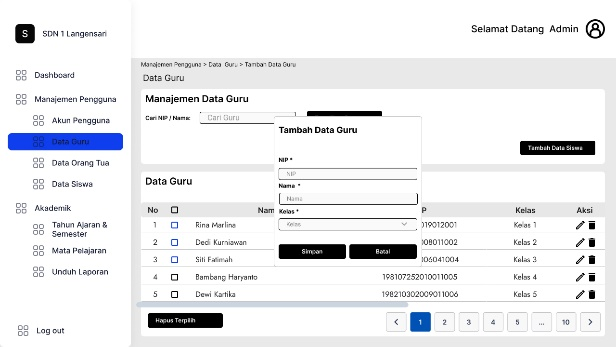 S SDN 1 Langensari
Selamat Datang Admin
Dashboard
Manajemen Pengguna
Akun Pengguna
Data Guru
Data Orang Tua
Data Siswa
Akademik
Tahun Ajaran &
Semester
Mata Pelajaran
Unduh Laporan
Log out
Manajemen Pengguna > Data Guru > Tambah Data Guru
Data Guru
Manajemen Data Guru
Cari NIP / Nama: Cari Guru
Tambah Data Siswa
Data Guru
No Nam P Kelas Aksi
1 Rina Marlina 019012001 Kelas 1
2 Dedi Kurniawan 008011002 Kelas 2
3 Siti Fatimah 006041004 Kelas 3
4 Bambang Haryanto 198107252010011005 Kelas 4
5 Dewi Kartika 198210302009011006 Kelas 5
Hapus Terpilih
< 1 2 3 4 5 ... 10 >
Tambah Data Guru
NIP *
NIP
Nama *
Nama
Kelas *
Kelas
Simpan Batal